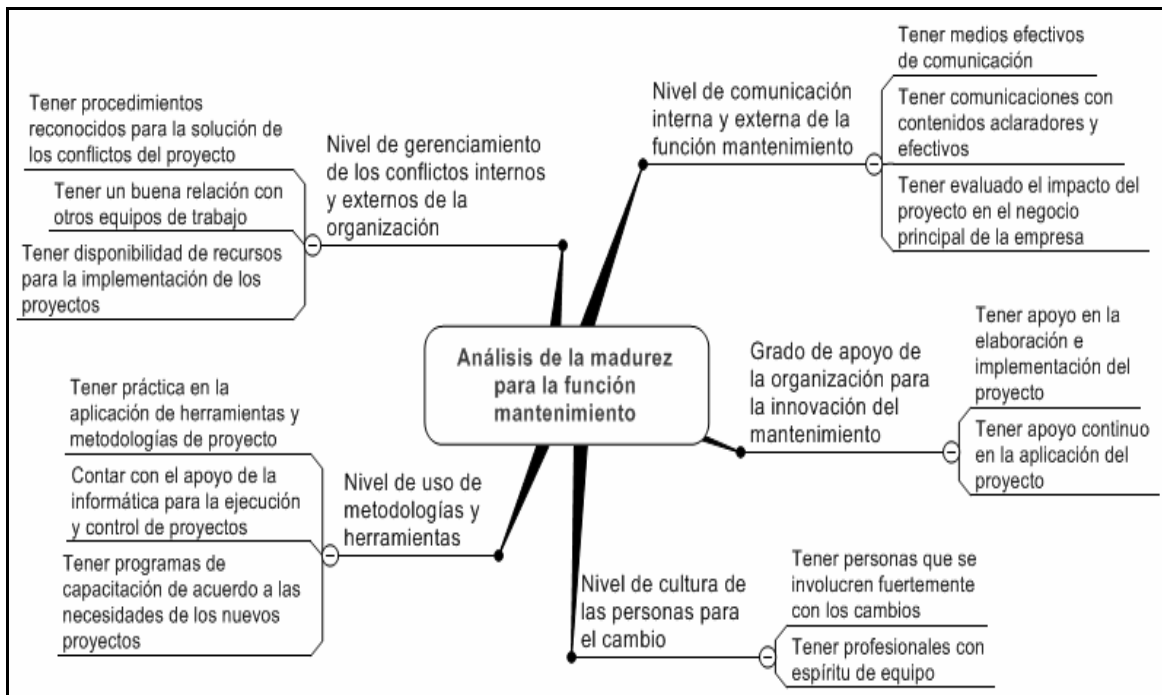 Tener medios efectivos
de comunicación
Nivel de comunicación
interna y externa de la
función mantenimiento
Tener comunicaciones con
contenidos aclaradores y
efectivos
Tener evaluado el impacto del
proyecto en el negocio
principal de la empresa
Tener procedimientos
reconocidos para la solución de
los conflictos del proyecto
Nivel de gerenciamiento
de los conflictos internos
y externos de la
organización
Tener un buena relación con
otros equipos de trabajo
Tener disponibilidad de recursos
para la implementación de los
proyectos
Análisis de la madurez
para la función
mantenimiento
Grado de apoyo de
la organización para
la innovación del
mantenimiento
Tener apoyo en la
elaboración e
implementación del
proyecto
Tener apoyo continuo
en la aplicación del
proyecto
Tener práctica en la
aplicación de herramientas y
metodologías de proyecto
Contar con el apoyo de la
informática para la ejecución
y control de proyectos
Tener programas de
capacitación de acuerdo a las
necesidades de los nuevos
proyectos
Nivel de uso de
metodologías y
herramientas
Nivel de cultura de
las personas para
el cambio
Tener personas que se
involucren fuertemente
con los cambios
Tener profesionales con
espíritu de equipo